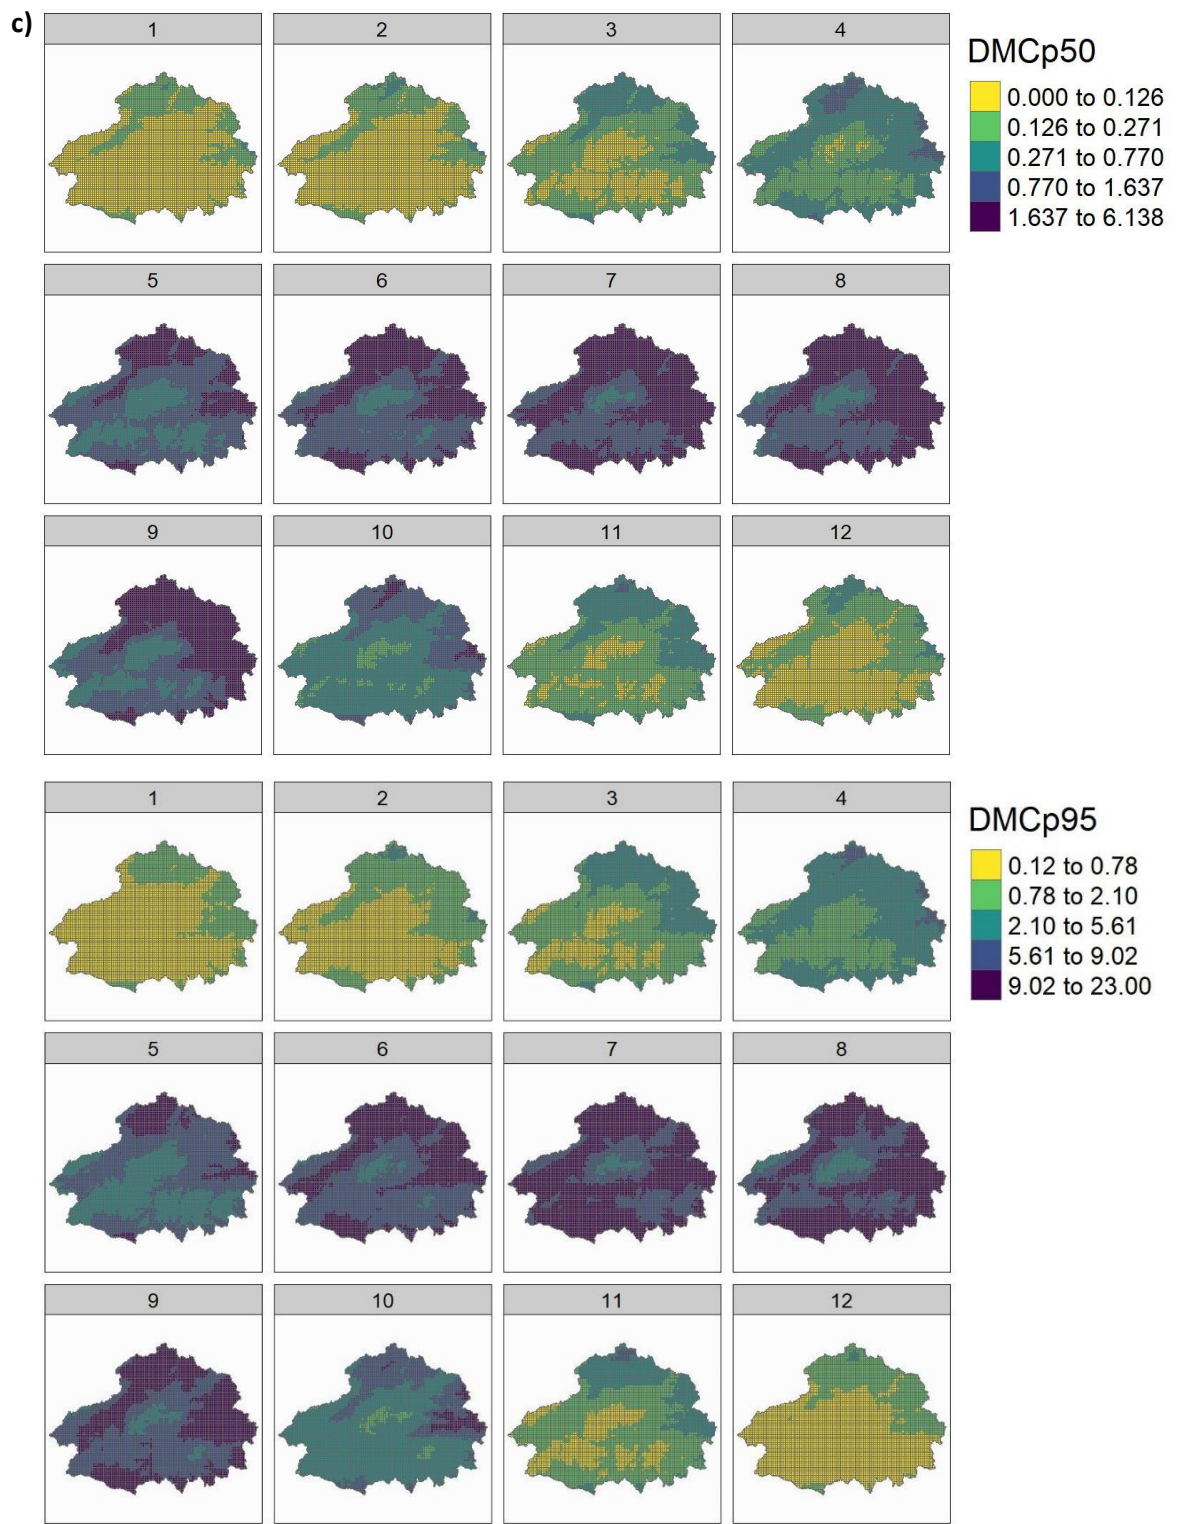 c)
1 2 3 4
DMCp50
0.000 to 0.126
0.126 to 0.271
0.271 to 0.770
0.770 to 1.637
1.637 to 6.138
5 6 7 8
9 10 11 12
1 2 3 4
DMCp95
0.12 to 0.78
0.78 to 2.10
2.10 to 5.61
5.61 to 9.02
9.02 to 23.00
5 6 7 8
9 10 11 12